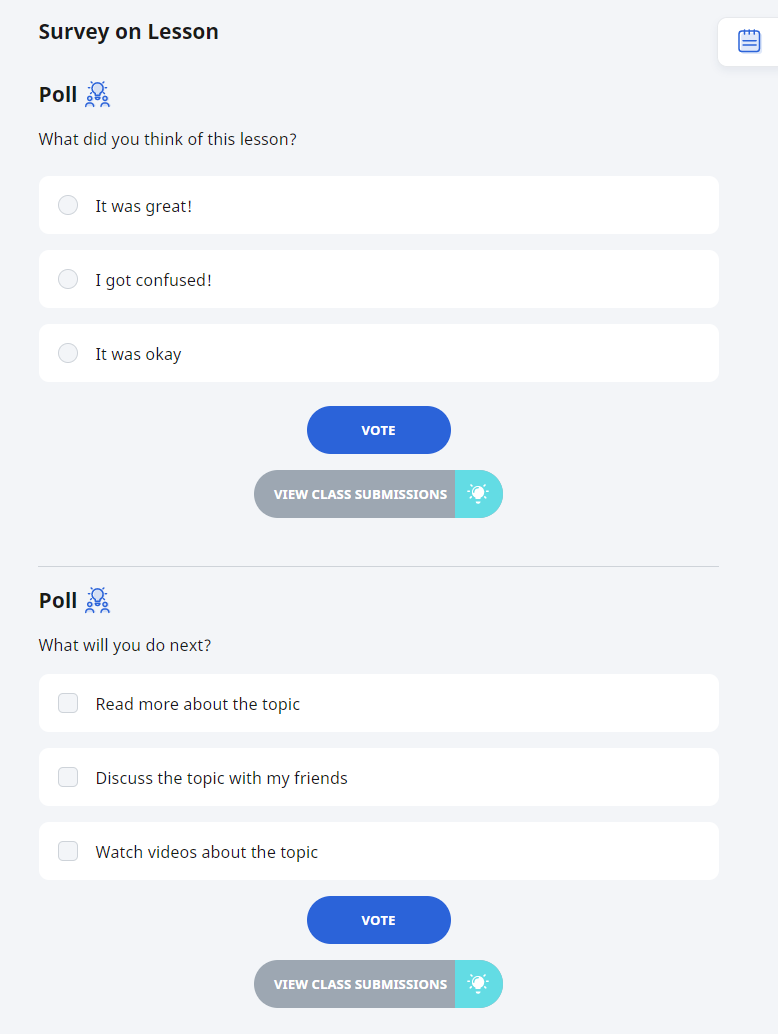 Survey on Lesson
Poll
What did you think of this lesson?
It was great!
I got confused!
It was okay
VOTE
VIEW CLASS SUBMISSIONS
Poll
What will you do next?
Read more about the topic
Discuss the topic with my friends
Watch videos about the topic
VOTE
VIEW CLASS SUBMISSIONS